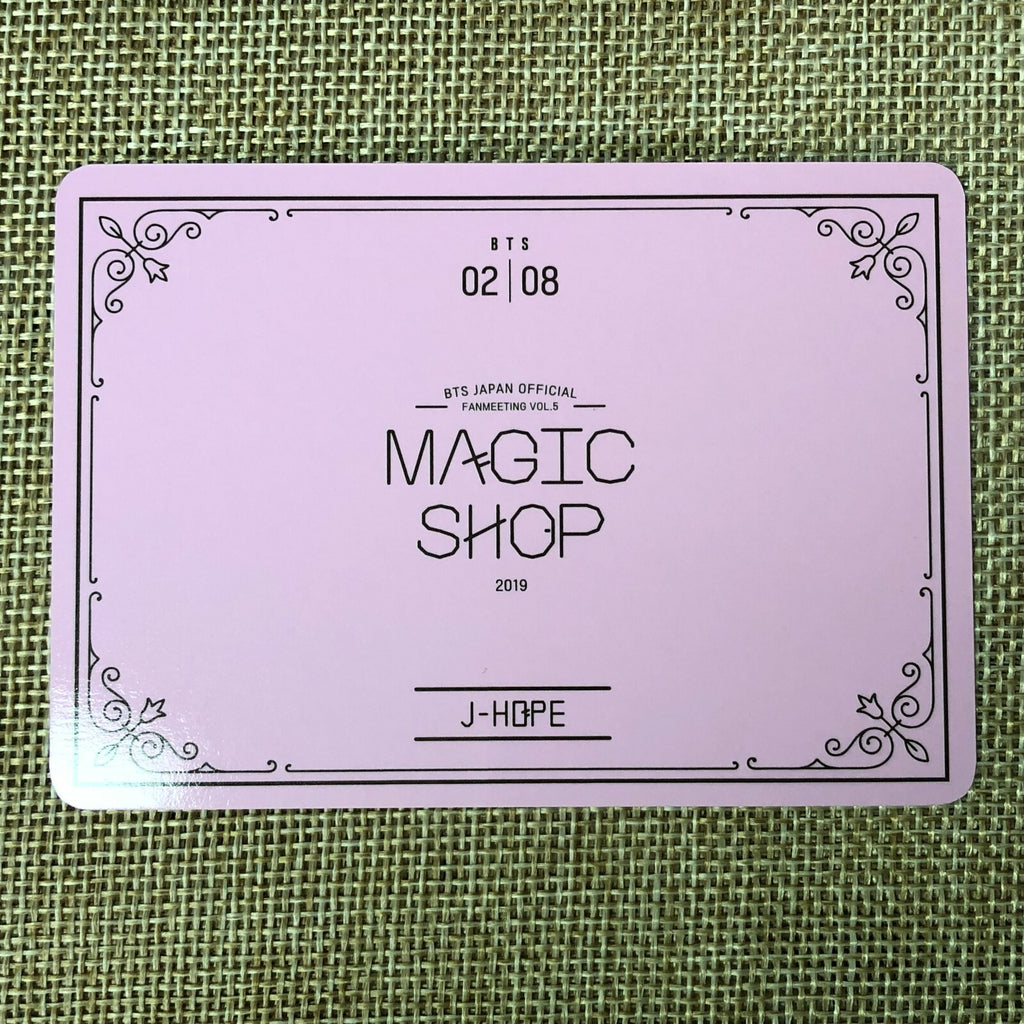 BTS
02|08
BTS JAPAN OFFICIAL
FANMEETING VOL.5
MAGIC
SHOP
2019
J-HOPE